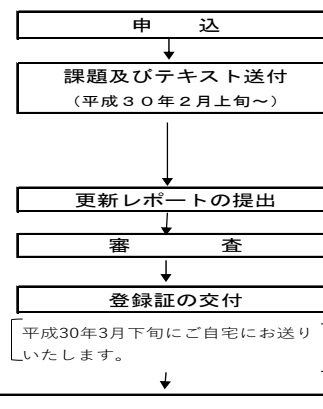 申　　込
課題及びテキスト送付
（平成３０年２月上旬～）
更新レポートの提出
審　　　査
登録証の交付
平成30年3月下旬にご自宅にお送り
いたします。